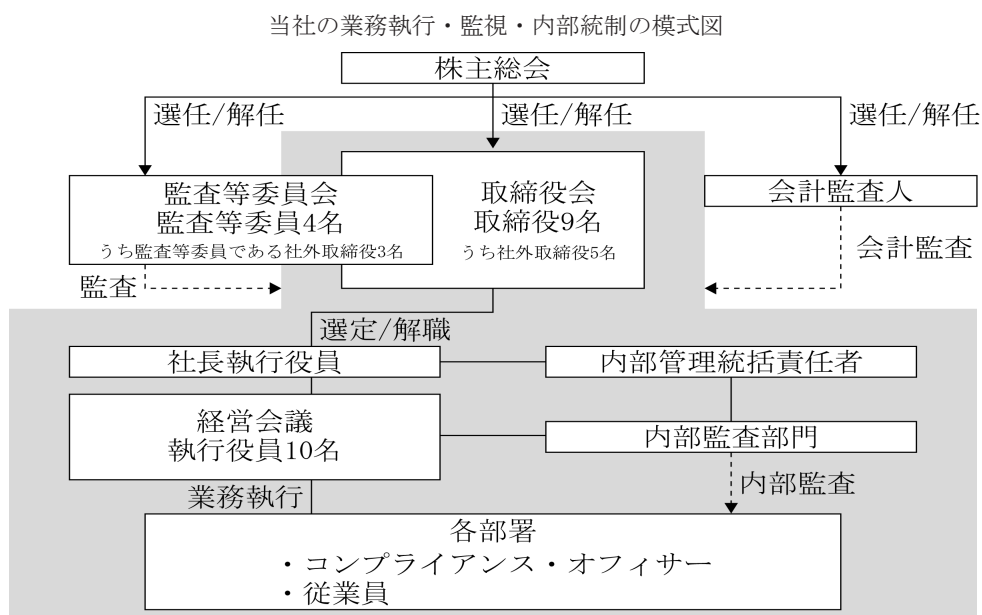 当社の業務執行・監視・内部統制の模式図
株主総会
選任/解任
選任/解任
選任/解任
監査等委員会
監査等委員4名
うち監査等委員である社外取締役3名
取締役会
取締役9名
うち社外取締役5名
会計監査人
監査
会計監査
選定/解職
社長執行役員
内部管理統括責任者
経営会議
執行役員10名
内部監査部門
業務執行
内部監査
各部署
・コンプライアンス・オフィサー
・従業員